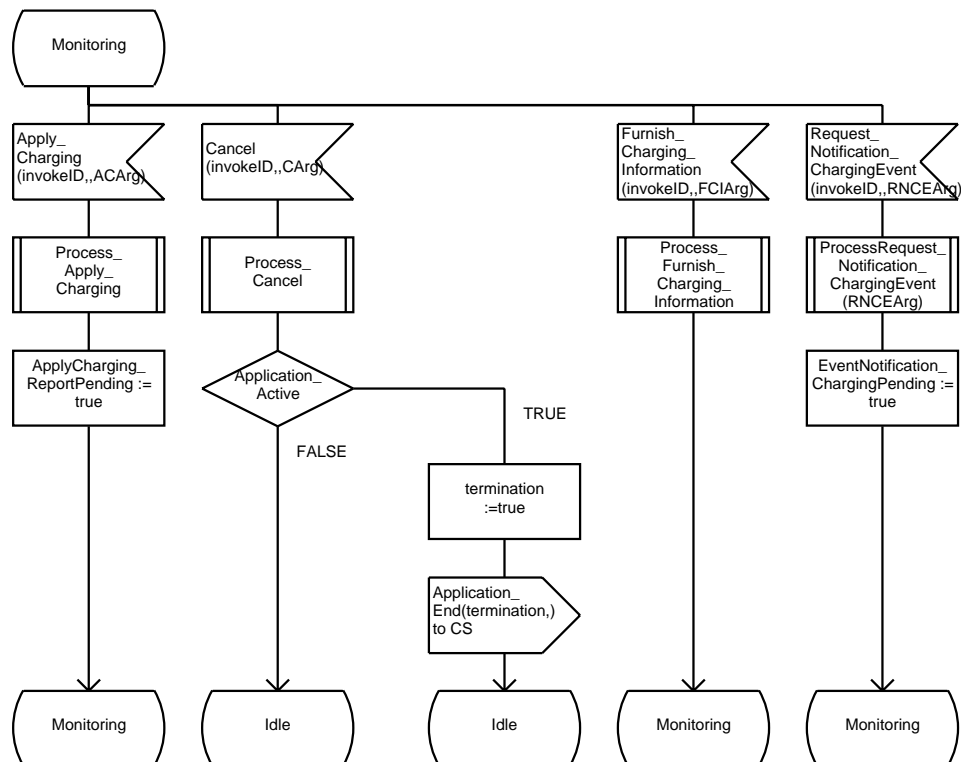 Monitoring
Apply_
Charging
(invokeID,,ACArg)
Cancel
(invokeID,,CArg)
Furnish_
Charging_
Information
(invokeID,,FCIArg)
Request_
Notification_
ChargingEvent
(invokeID,,RNCEArg)
Process_
Apply_
Charging
Process_
Cancel
Process_
Furnish_
Charging_
Information
ProcessRequest_
Notification_
ChargingEvent
(RNCEArg)
ApplyCharging_
ReportPending :=
true
Application_
Active
EventNotification_
ChargingPending :=
true
TRUE
FALSE
termination
:=true
Application_
End(termination,)
to CS
Monitoring
Idle
Idle
Monitoring
Monitoring